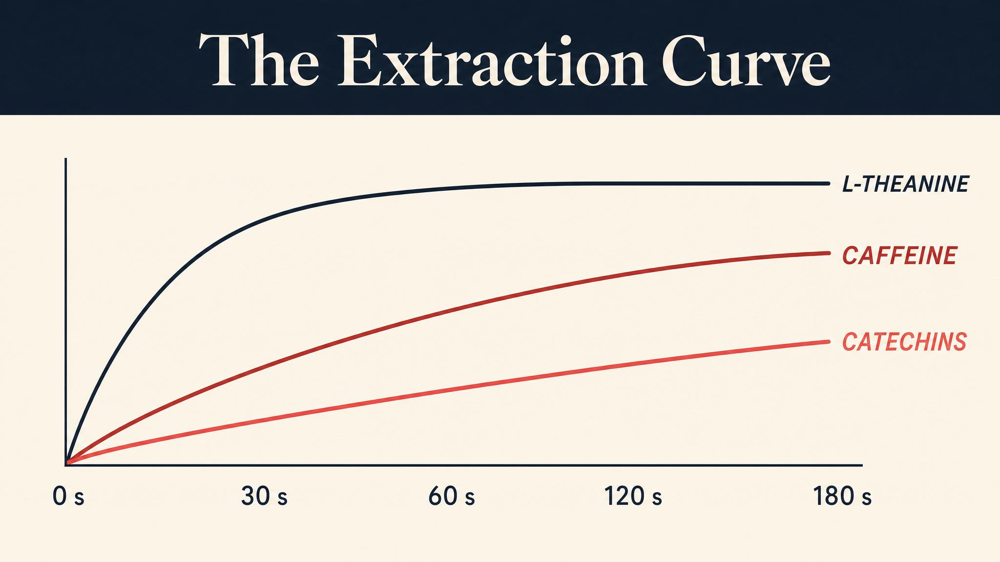 The Extraction Curve
L-THEANINE
CAFFEINE
CATECHINS
0 s 30 s 60 s 120 s 180 s